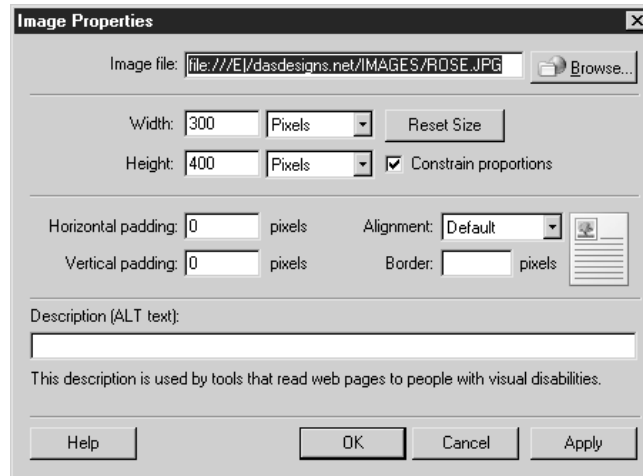 Image Properties
Image file: file:///E|/dasdesigns.net/IMAGES/ROSE.JPG Browse...
Width: 300 Pixels Reset Size
Height: 400 Pixels Constrain proportions
Horizontal padding: 0 pixels Alignment: Default
Vertical padding: 0 pixels Border: pixels
Description (ALT text):
This description is used by tools that read web pages to people with visual disabilities.
Help OK Cancel Apply